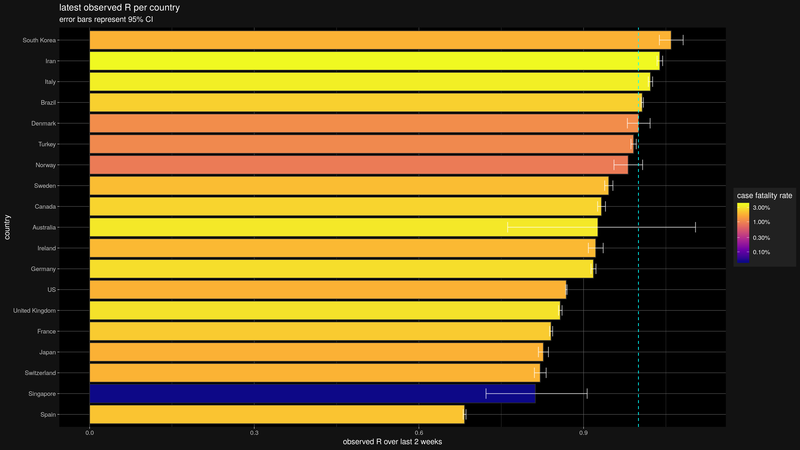 latest observed R per country
error bars represent 95% CI
South Korea
Iran
Italy
Brazil
Denmark
Turkey
Norway
Sweden
Canada
Australia
Ireland
Germany
US
United Kingdom
France
Japan
Switzerland
Singapore
Spain
country
0.0
0.3
0.6
0.9
observed R over last 2 weeks
case fatality rate
3.00%
1.00%
0.30%
0.10%